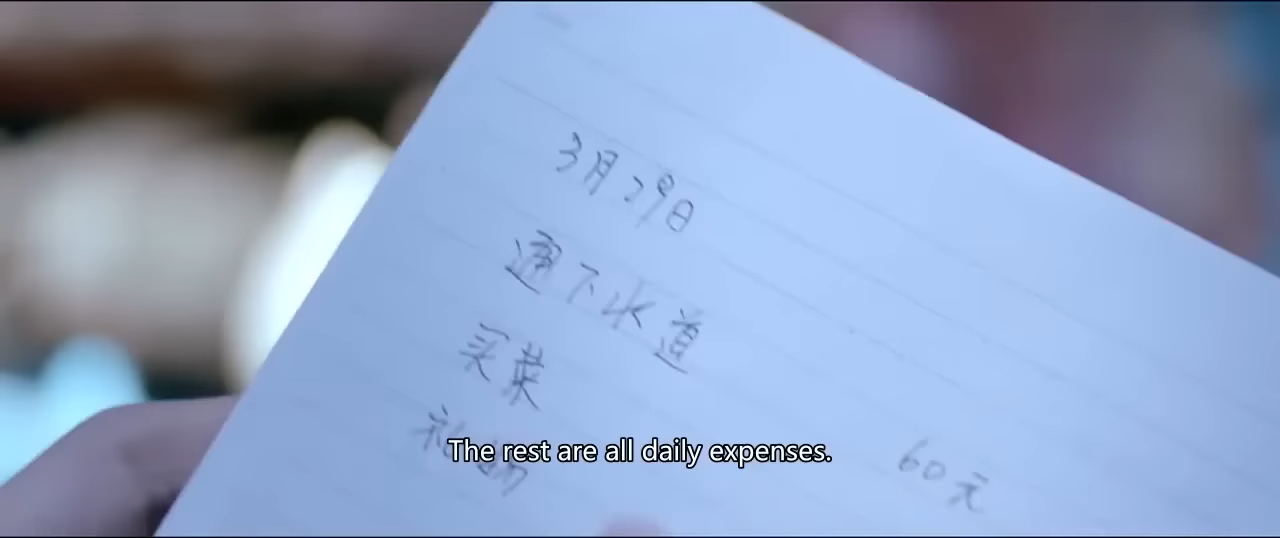 3月29日
通下水道
买菜
60元
The rest are all daily expenses.